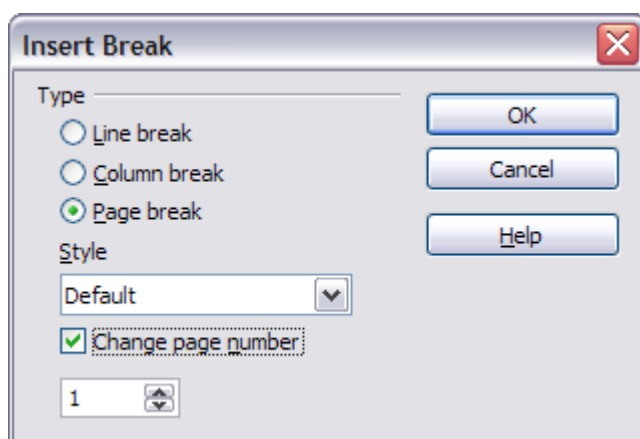 Insert Break
Type
Line break
Column break
Page break
Style
Default
Change page number
1
OK
Cancel
Help